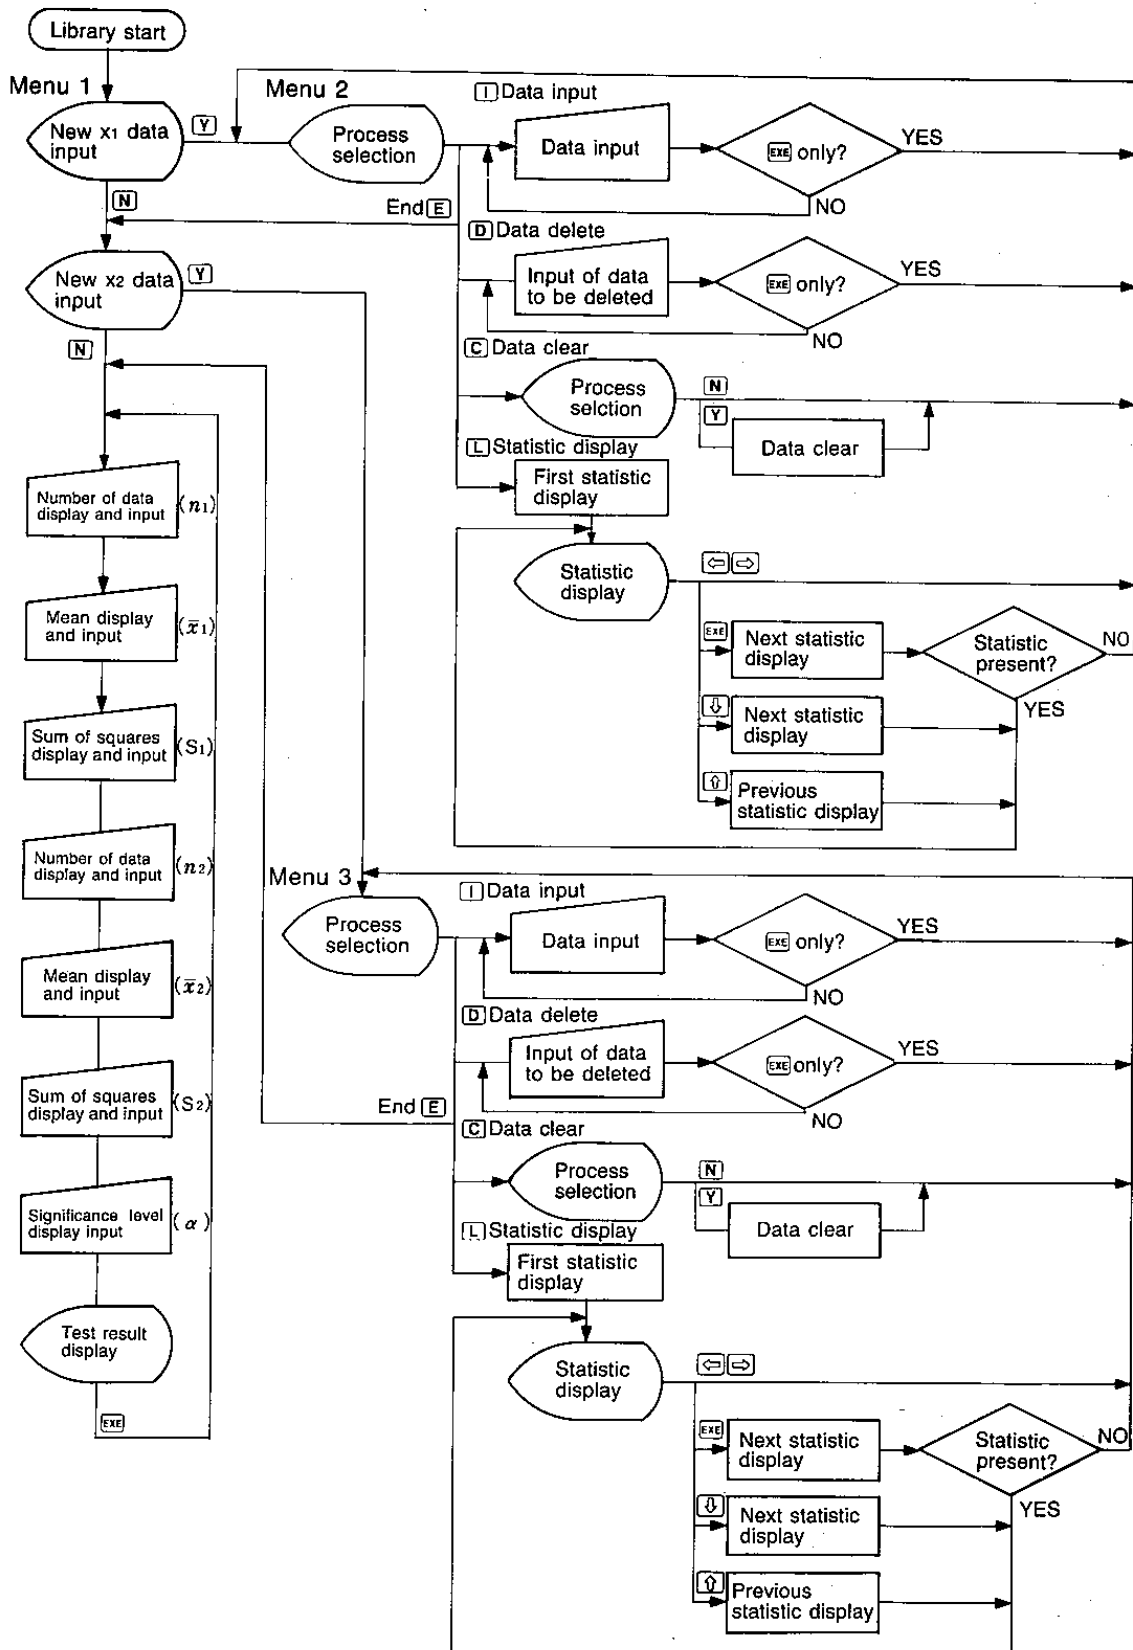 Library start
Menu 1
New x1 data
input
Y
N
Menu 2
Process
selection
I Data input
Data input
EXE only?
YES
NO
End E
D Data delete
Input of data
to be deleted
EXE only?
YES
NO
New x2 data
input
Y
N
C Data clear
Process
selction
N
Y
Data clear
L Statistic display
First statistic
display
Statistic
display
⇦ ⇨
EXE
Next statistic
display
Statistic
present?
NO
YES
⇩
Next statistic
display
⇧
Previous
statistic display
Number of data
display and input
(n1)
Mean display
and input
(x̄1)
Sum of squares
display and input
(S1)
Number of data
display and input
(n2)
Mean display
and input
(x̄2)
Sum of squares
display and input
(S2)
Significance level
display input
(α)
Test result
display
EXE
Menu 3
Process
selection
I Data input
Data input
EXE only?
YES
NO
D Data delete
Input of data
to be deleted
EXE only?
YES
NO
End E
C Data clear
Process
selection
N
Y
Data clear
L Statistic display
First statistic
display
Statistic
display
⇦ ⇨
EXE
Next statistic
display
Statistic
present?
NO
YES
⇩
Next statistic
display
⇧
Previous
statistic display